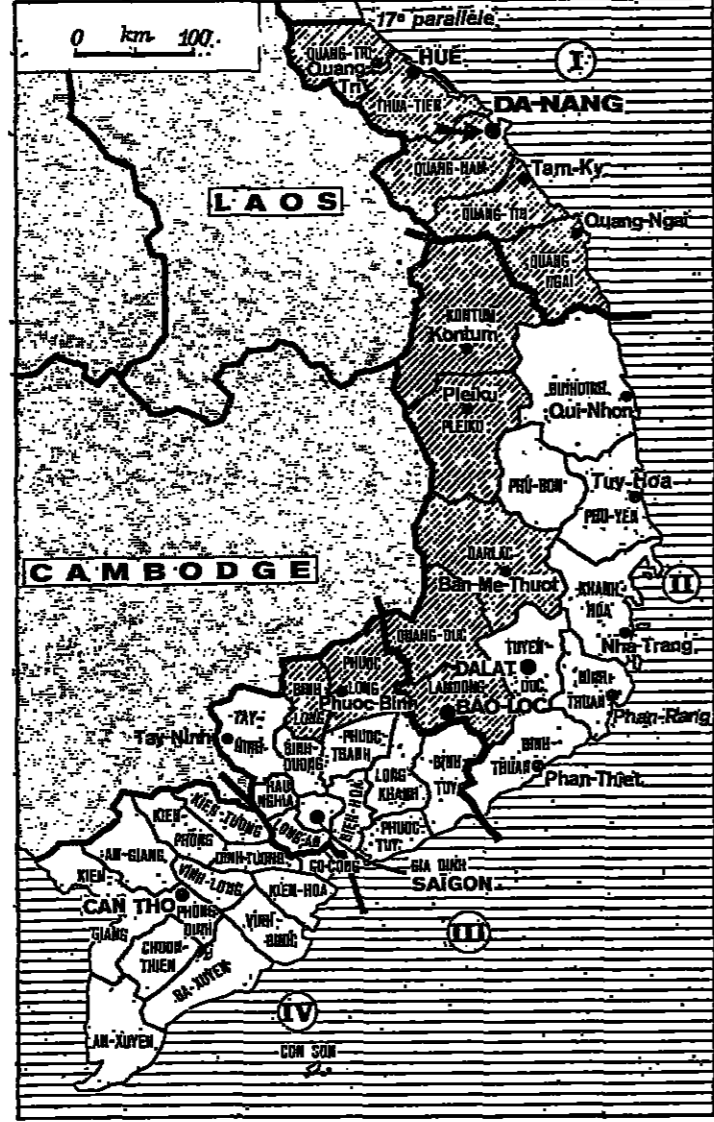 17e parallèle
0 km 100
QUANG-TRI
Quang-Tri
HUÉ
I
THUA-TIEN
DA-NANG
QUANG-NAM
Tam-Ky
LAOS
QUANG-TIN
Quang-Ngai
QUANG NGAI
KONTUM
Kontum
BINH-DINH
Pleiku
Qui-Nhon
PLEIKU
PHU-BON
Tuy-Hoa
PHU-YEN
DARLAC
CAMBODGE
Ban-Me-Thuot
KHANH-HOA
II
QUANG-DUC
TUYEN-DUC
Nha-Trang
PHUOC LONG
DALAT
BINH LONG
Phuoc-Binh
LAMDONG
NINH-THUAN
BAO-LOC
Phan-Rang
TAY-NINH
PHUOC-THANH
Tay-Ninh
BINH-DUONG
BINH THUAN
LONG KHANH
BINH TUY
Phan-Thiet
HAU NGHIA
BIEN-HOA
KIEN-TUONG
LONG-AN
KIEN-PHONG
PHUOC-TUY
AN-GIANG
DINH-TUONG
GO-CONG
GIA DINH
KIEN
VINH-LONG
KIEN-HOA
SAÏGON
CAN THO
PHONG DINH
GIANG
VINH-BINH
III
CHUONG-THIEN
BA-XUYEN
IV
AN-XUYEN
CON SON